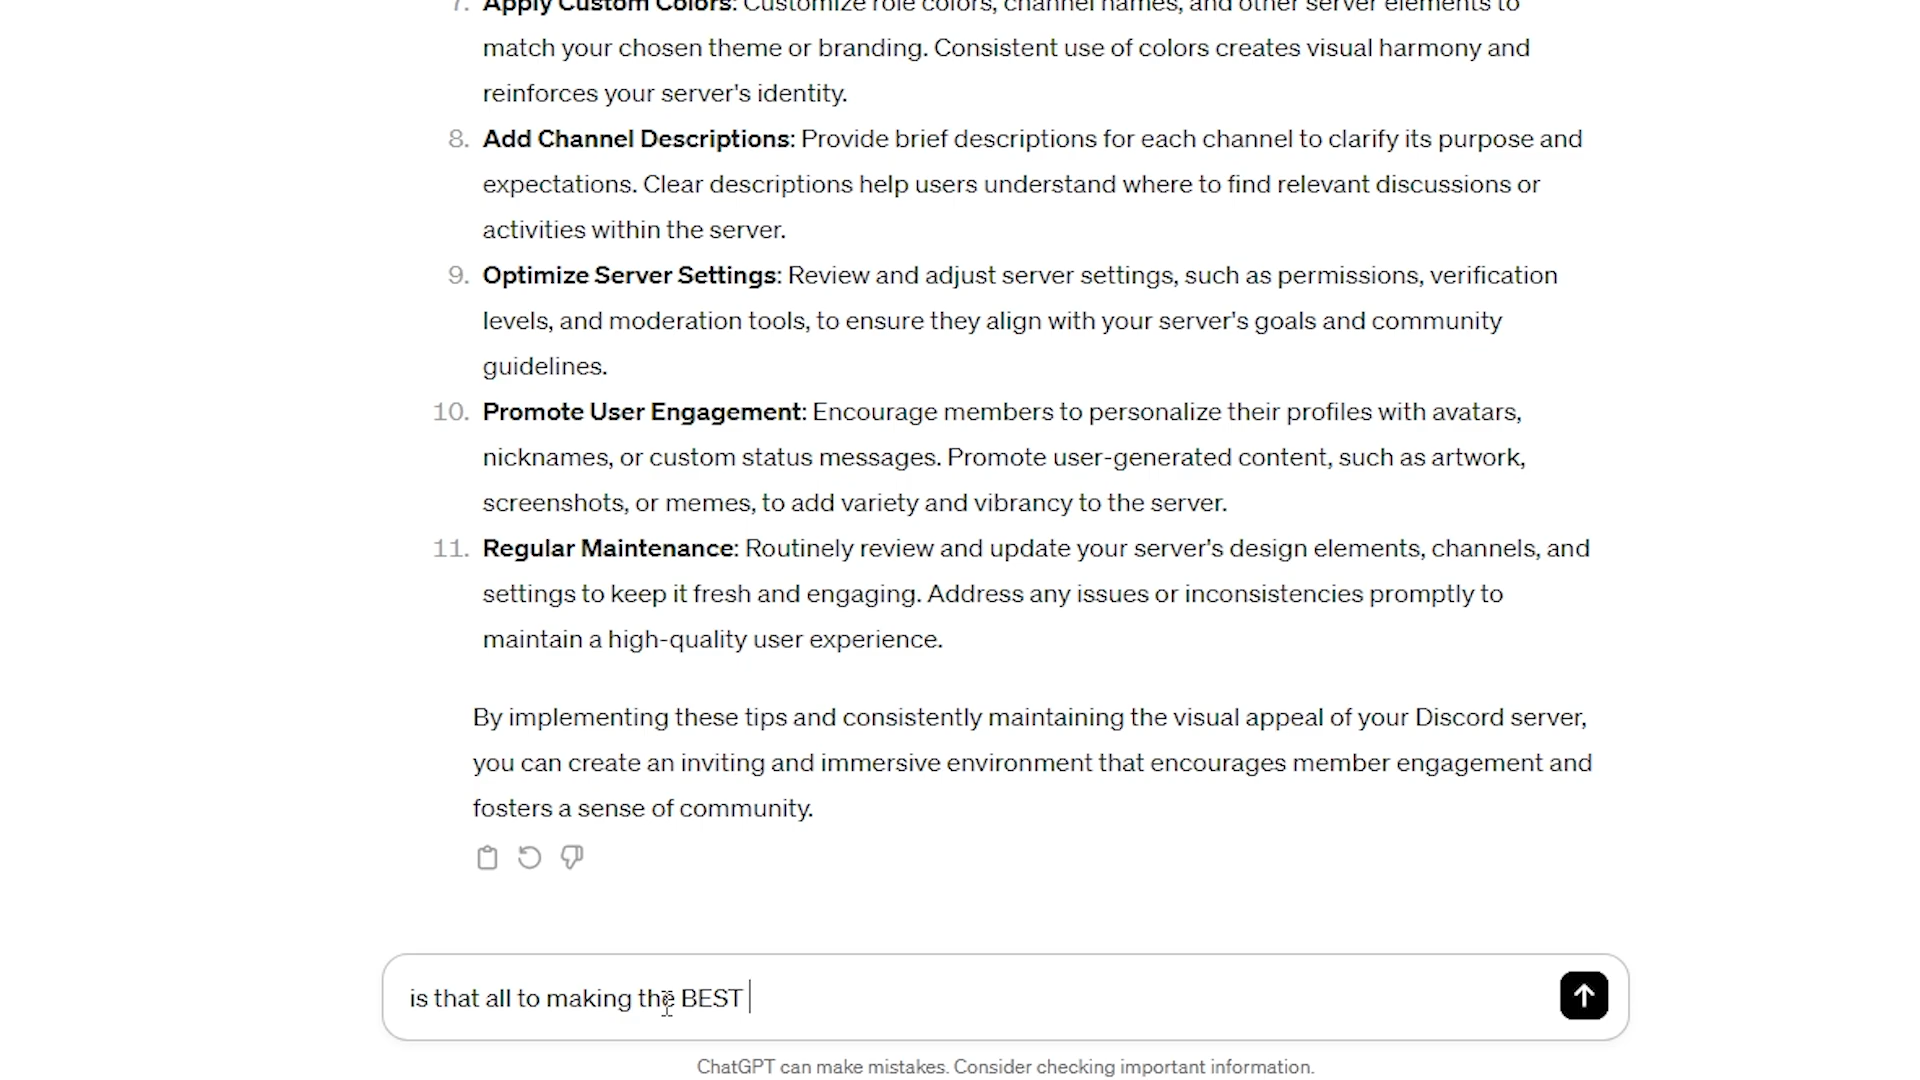 7. Apply Custom Colors: Customize role colors, channel names, and other server elements to
match your chosen theme or branding. Consistent use of colors creates visual harmony and
reinforces your server's identity.
8. Add Channel Descriptions: Provide brief descriptions for each channel to clarify its purpose and
expectations. Clear descriptions help users understand where to find relevant discussions or
activities within the server.
9. Optimize Server Settings: Review and adjust server settings, such as permissions, verification
levels, and moderation tools, to ensure they align with your server's goals and community
guidelines.
10. Promote User Engagement: Encourage members to personalize their profiles with avatars,
nicknames, or custom status messages. Promote user-generated content, such as artwork,
screenshots, or memes, to add variety and vibrancy to the server.
11. Regular Maintenance: Routinely review and update your server's design elements, channels, and
settings to keep it fresh and engaging. Address any issues or inconsistencies promptly to
maintain a high-quality user experience.
By implementing these tips and consistently maintaining the visual appeal of your Discord server,
you can create an inviting and immersive environment that encourages member engagement and
fosters a sense of community.
is that all to making the BEST
ChatGPT can make mistakes. Consider checking important information.